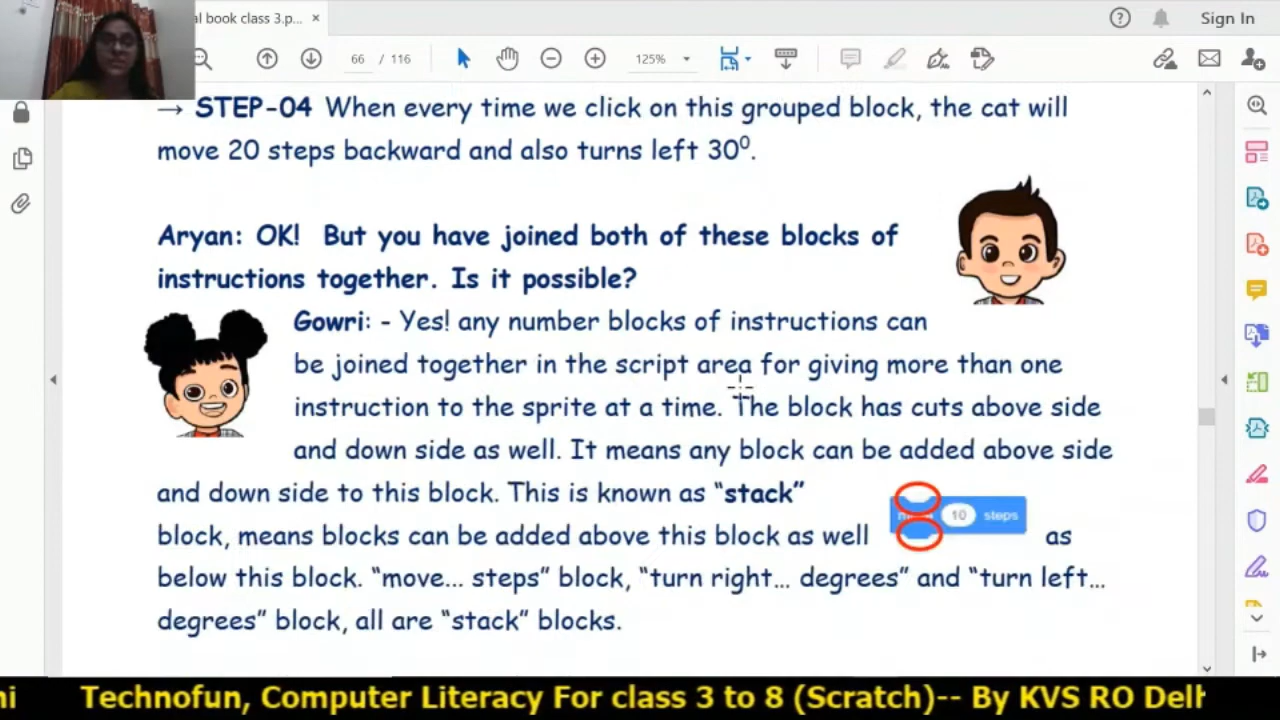 al book class 3.p... ×
Sign In
66 / 116
125%
→ STEP-04 When every time we click on this grouped block, the cat will
move 20 steps backward and also turns left 30⁰.
Aryan: OK! But you have joined both of these blocks of
instructions together. Is it possible?
Gowri: - Yes! any number blocks of instructions can
be joined together in the script area for giving more than one
instruction to the sprite at a time. The block has cuts above side
and down side as well. It means any block can be added above side
and down side to this block. This is known as “stack”
block, means blocks can be added above this block as well as
10 steps
below this block. “move... steps” block, “turn right... degrees” and “turn left...
degrees” block, all are “stack” blocks.
Technofun, Computer Literacy For class 3 to 8 (Scratch)-- By KVS RO Delh